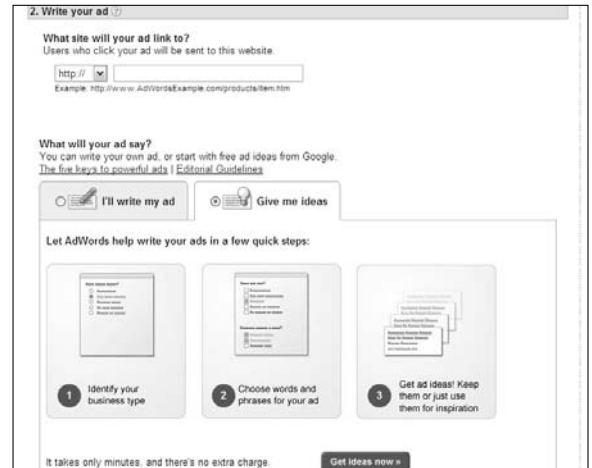 2. Write your ad ?
What site will your ad link to?
Users who click your ad will be sent to this website.
http://
Example: http://www.AdWordsExample.com/products/item.htm
What will your ad say?
You can write your own ad, or start with free ad ideas from Google.
The five keys to powerful ads | Editorial Guidelines
I'll write my ad
Give me ideas
Let AdWords help write your ads in a few quick steps:
1 Identify your
business type
2 Choose words and
phrases for your ad
3 Get ad ideas! Keep
them or just use
them for inspiration
It takes only minutes, and there's no extra charge.
Get ideas now »